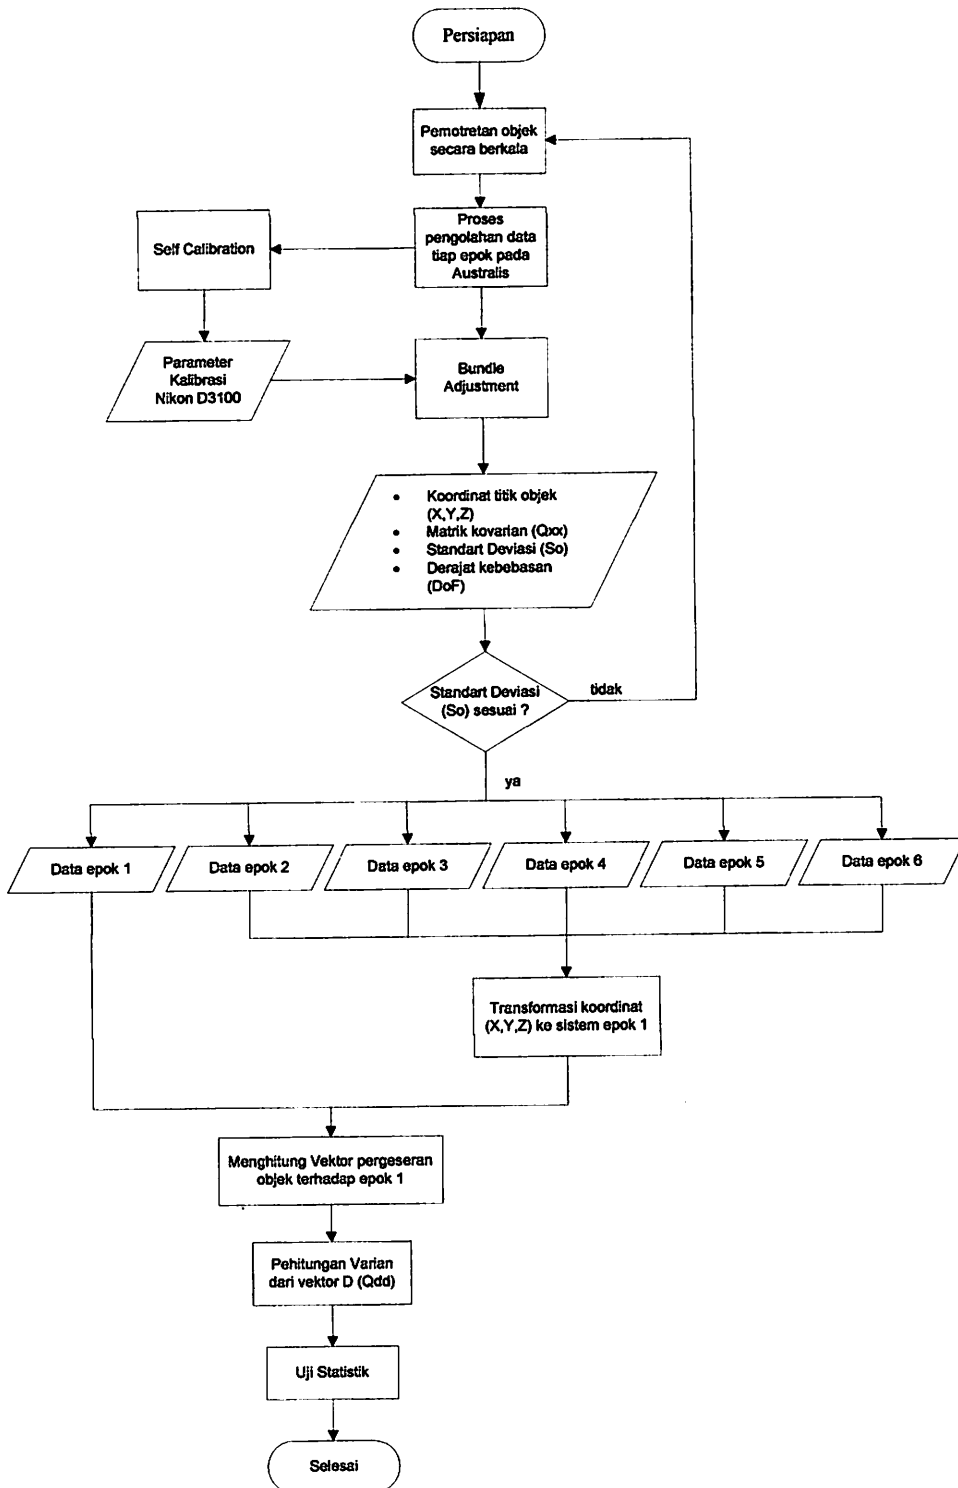 Persiapan
Pemotretan objek
secara berkala
Proses
pengolahan data
tiap epok pada
Australis
Self Calibration
Parameter
Kalibrasi
Nikon D3100
Bundle
Adjustment
• Koordinat titik objek
(X,Y,Z)
• Matrik kovarian (Qxx)
• Standart Deviasi (So)
• Derajat kebebasan
(DoF)
Standart Deviasi
(So) sesuai ?
tidak
ya
Data epok 1
Data epok 2
Data epok 3
Data epok 4
Data epok 5
Data epok 6
Transformasi koordinat
(X,Y,Z) ke sistem epok 1
Menghitung Vektor pergeseran
objek terhadap epok 1
Pehitungan Varian
dari vektor D (Qdd)
Uji Statistik
Selesai